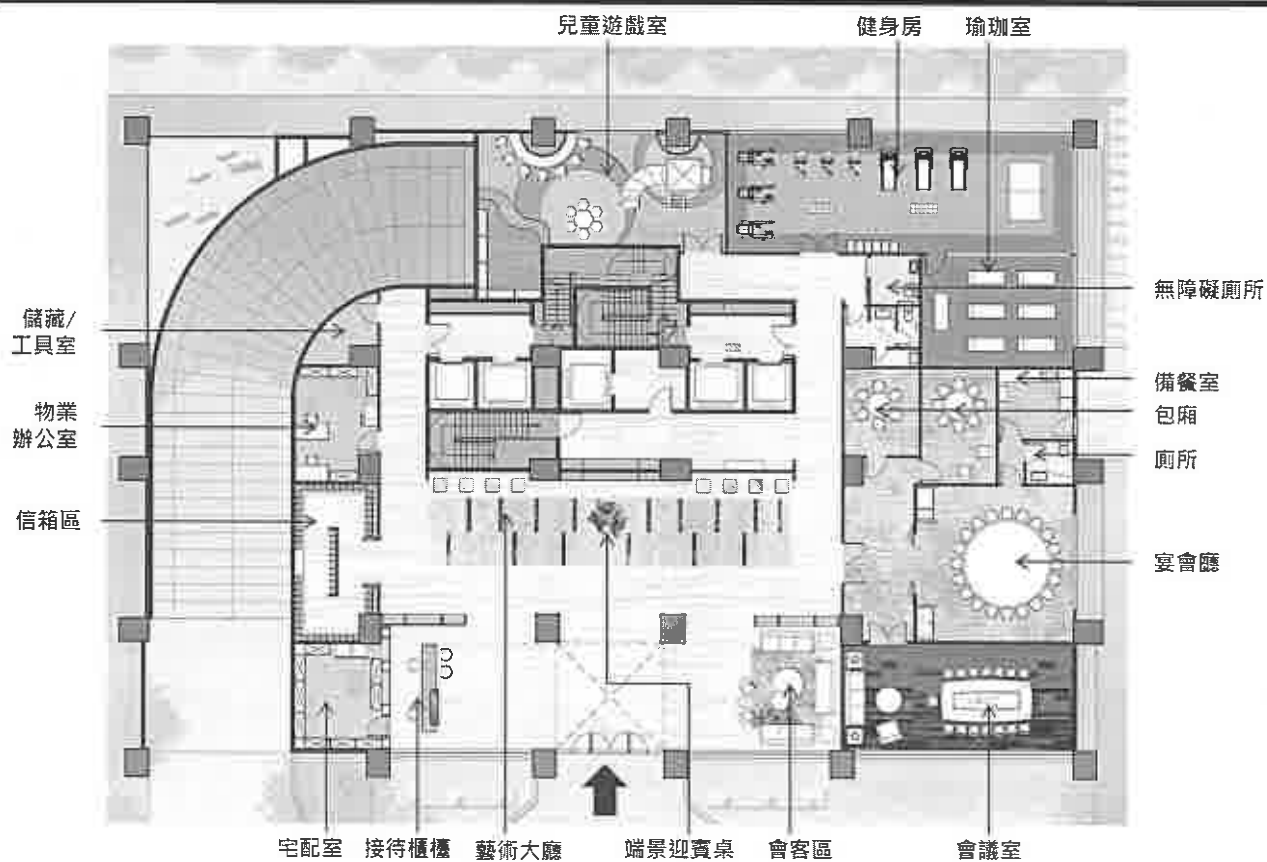 兒童遊戲室
健身房
瑜珈室
儲藏/
工具室
物業
辦公室
信箱區
無障礙廁所
備餐室
包廂
廁所
宴會廳
宅配室
接待櫃檯
藝術大廳
端景迎賓桌
會客區
會議室